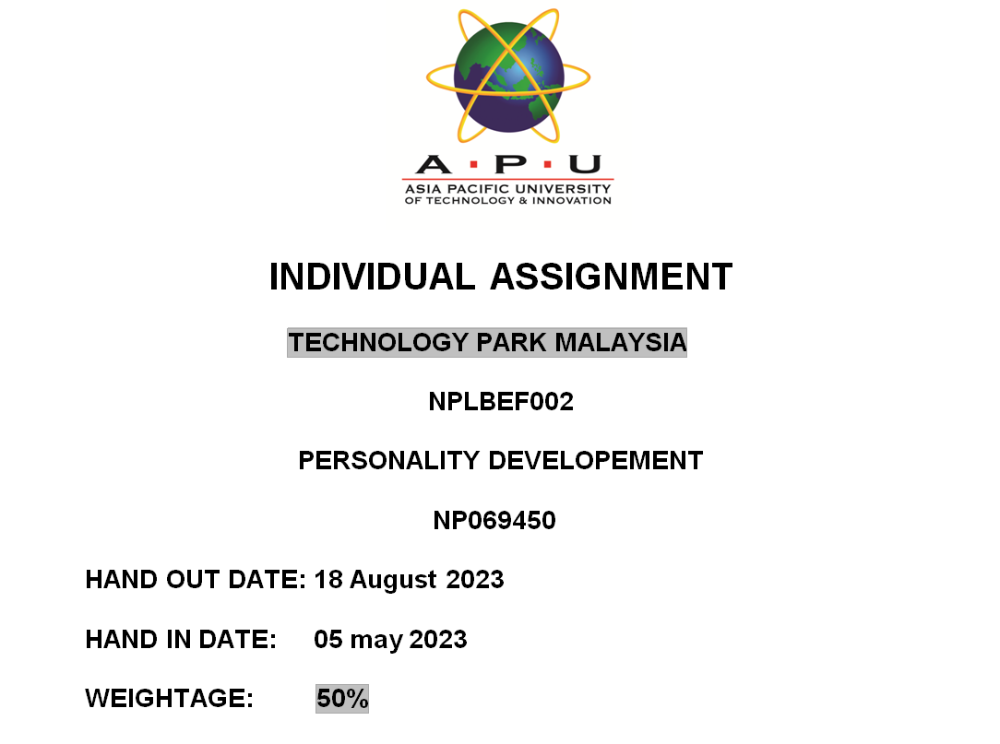 A·P·U
ASIA PACIFIC UNIVERSITY
OF TECHNOLOGY & INNOVATION
INDIVIDUAL ASSIGNMENT
TECHNOLOGY PARK MALAYSIA
NPLBEF002
PERSONALITY DEVELOPEMENT
NP069450
HAND OUT DATE: 18 August 2023
HAND IN DATE: 05 may 2023
WEIGHTAGE: 50%